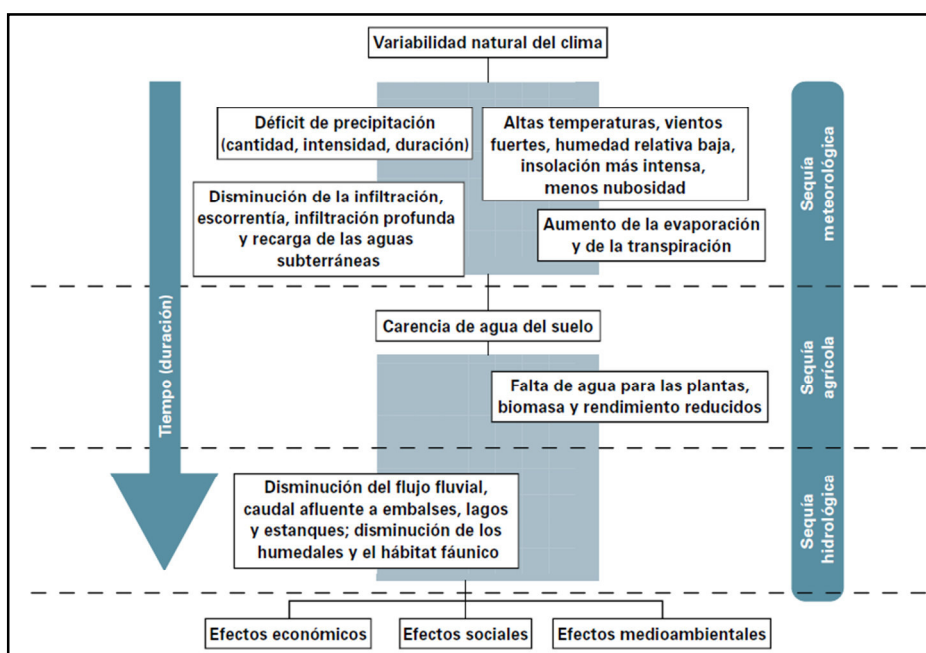 Variabilidad natural del clima
Déficit de precipitación
(cantidad, intensidad, duración)
Altas temperaturas, vientos
fuertes, humedad relativa baja,
insolación más intensa,
menos nubosidad
Disminución de la infiltración,
escorrentía, infiltración profunda
y recarga de las aguas
subterráneas
Aumento de la evaporación
y de la transpiración
Sequía
meteorológica
Tiempo (duración)
Carencia de agua del suelo
Falta de agua para las plantas,
biomasa y rendimiento reducidos
Sequía
agrícola
Disminución del flujo fluvial,
caudal afluente a embalses, lagos
y estanques; disminución de los
humedales y el hábitat fáunico
Sequía
hidrológica
Efectos económicos
Efectos sociales
Efectos medioambientales